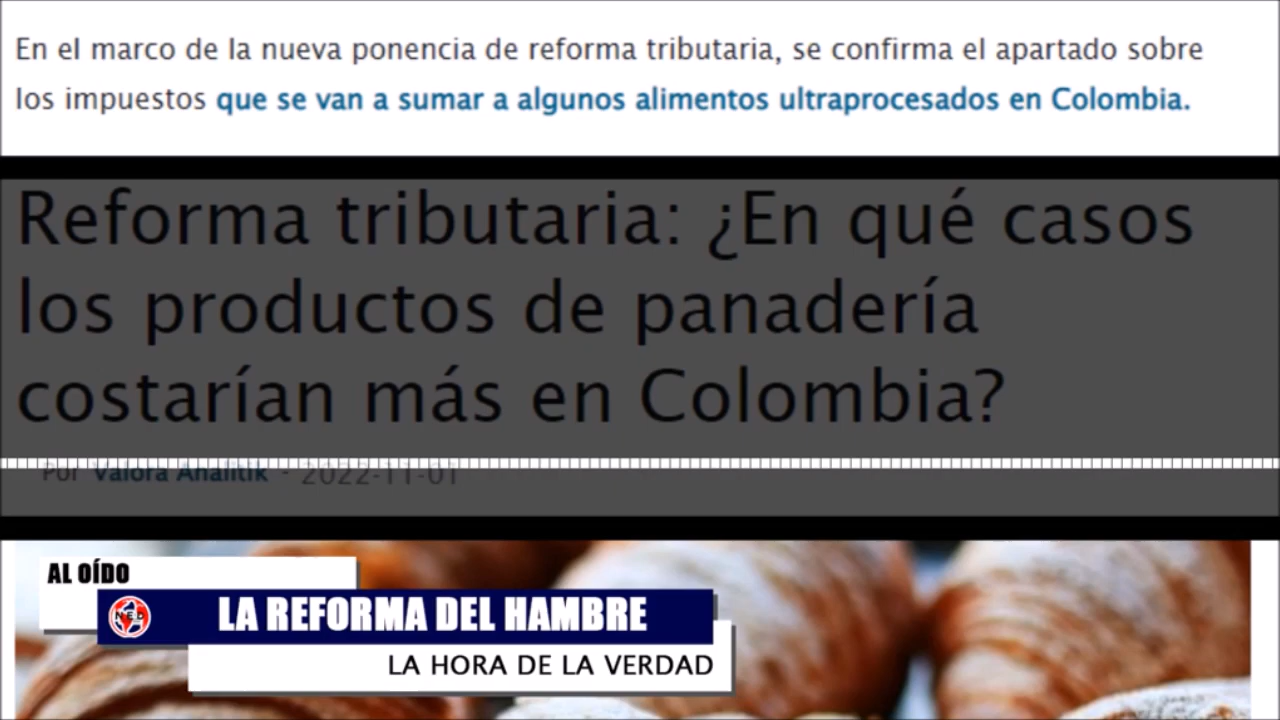 En el marco de la nueva ponencia de reforma tributaria, se confirma el apartado sobre
los impuestos que se van a sumar a algunos alimentos ultraprocesados en Colombia.
Reforma tributaria: ¿En qué casos
los productos de panadería
costarían más en Colombia?
Por Valora Analitik - 2022-11-01
AL OÍDO
LA REFORMA DEL HAMBRE
LA HORA DE LA VERDAD